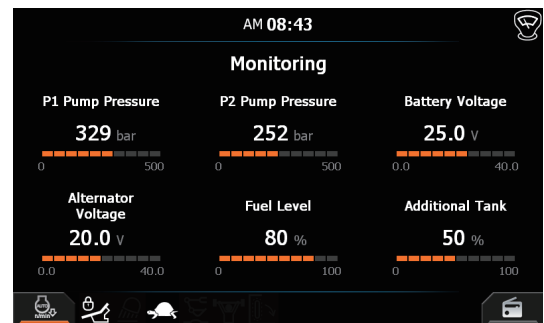 AM 08:43
Monitoring
P1 Pump Pressure P2 Pump Pressure Battery Voltage
329 bar 252 bar 25.0 V
0 500 0 500 0.0 40.0
Alternator
Voltage Fuel Level Additional Tank
20.0 V 80 % 50 %
0.0 40.0 0 100 0 100
AUTO
n/min